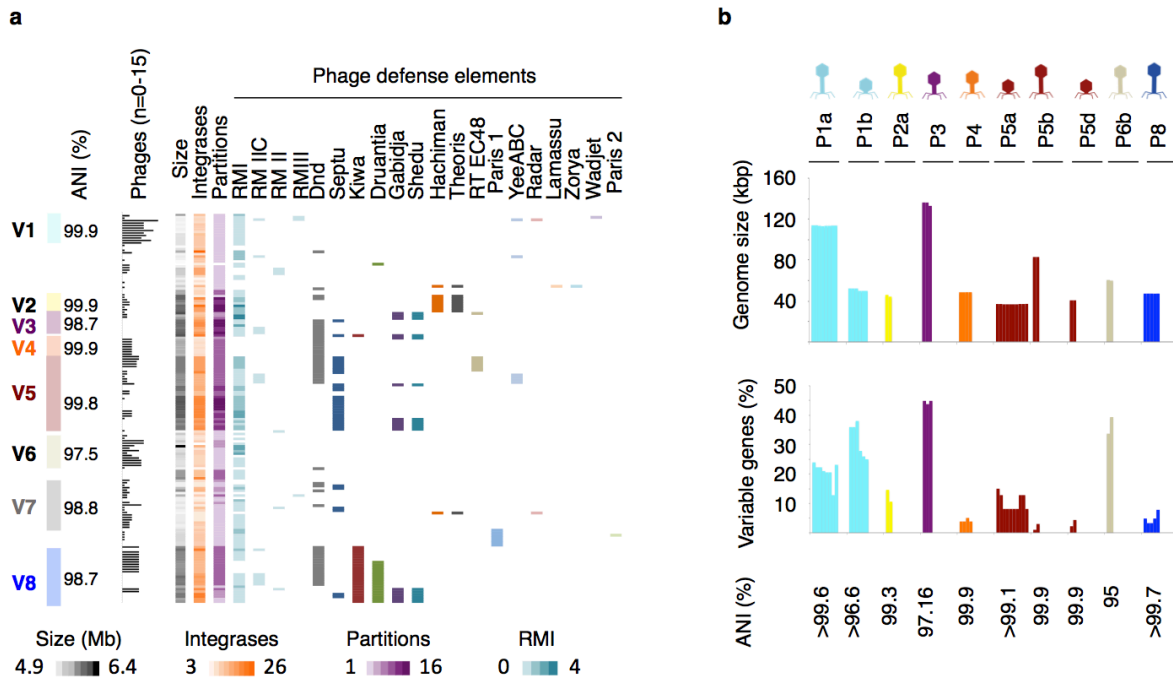 a
Phage defense elements
ANI (%)
Phages (n=0-15)
Size
Integrases
Partitions
RMI
RM IIC
RM II
RMIII
Dnd
Septu
Kiwa
Druantia
Gabidja
Shedu
Hachiman
Theoris
RT EC48
Paris 1
YeeABC
Radar
Lamassu
Zorya
Wadjet
Paris 2
V1 99.9
V2 99.9
V3 98.7
V4 99.9
V5 99.8
V6 97.5
V7 98.8
V8 98.7
Size (Mb) Integrases Partitions RMI
4.9 6.4 3 26 1 16 0 4
b
P1a
P1b
P2a
P3
P4
P5a
P5b
P5d
P6b
P8
Genome size (kbp)
160
120
80
40
Variable genes (%)
50
40
30
20
10
ANI (%)
>99.6
>96.6
99.3
97.16
99.9
>99.1
99.9
99.9
95
>99.7